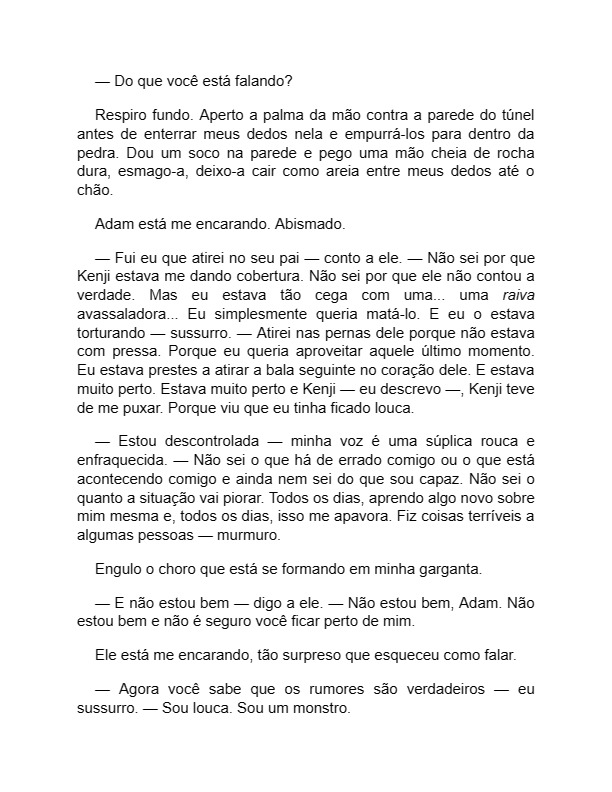 — Do que você está falando?
Respiro fundo. Aperto a palma da mão contra a parede do túnel
antes de enterrar meus dedos nela e empurrá-los para dentro da
pedra. Dou um soco na parede e pego uma mão cheia de rocha
dura, esmago-a, deixo-a cair como areia entre meus dedos até o
chão.
Adam está me encarando. Abismado.
— Fui eu que atirei no seu pai — conto a ele. — Não sei por que
Kenji estava me dando cobertura. Não sei por que ele não contou a
verdade. Mas eu estava tão cega com uma... uma raiva
avassaladora... Eu simplesmente queria matá-lo. E eu o estava
torturando — sussurro. — Atirei nas pernas dele porque não estava
com pressa. Porque eu queria aproveitar aquele último momento.
Eu estava prestes a atirar a bala seguinte no coração dele. E estava
muito perto. Estava muito perto e Kenji — eu descrevo —, Kenji teve
de me puxar. Porque viu que eu tinha ficado louca.
— Estou descontrolada — minha voz é uma súplica rouca e
enfraquecida. — Não sei o que há de errado comigo ou o que está
acontecendo comigo e ainda nem sei do que sou capaz. Não sei o
quanto a situação vai piorar. Todos os dias, aprendo algo novo sobre
mim mesma e, todos os dias, isso me apavora. Fiz coisas terríveis a
algumas pessoas — murmuro.
Engulo o choro que está se formando em minha garganta.
— E não estou bem — digo a ele. — Não estou bem, Adam. Não
estou bem e não é seguro você ficar perto de mim.
Ele está me encarando, tão surpreso que esqueceu como falar.
— Agora você sabe que os rumores são verdadeiros — eu
sussurro. — Sou louca. Sou um monstro.